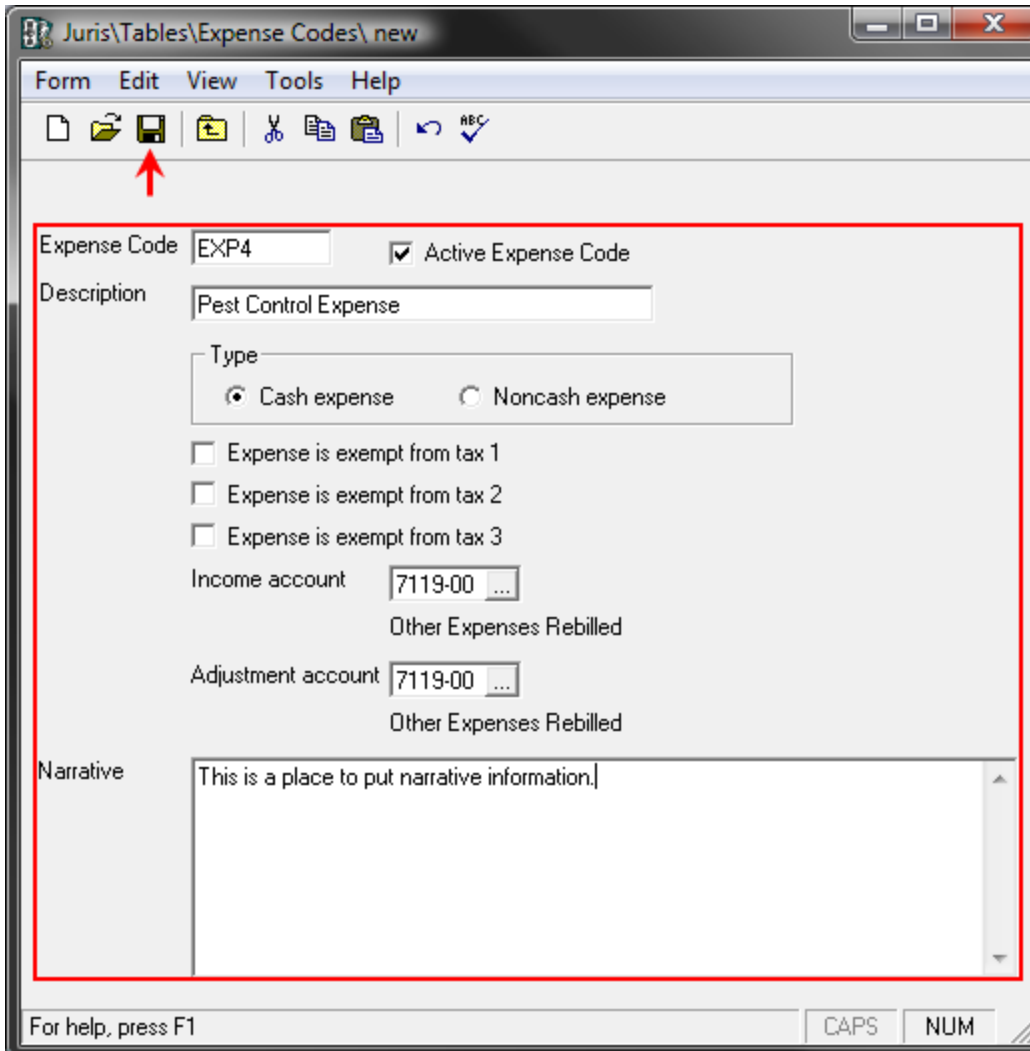 Juris\Tables\Expense Codes\ new
Form Edit View Tools Help
ABC
Expense Code EXP4 Active Expense Code
Description Pest Control Expense
Type
Cash expense Noncash expense
Expense is exempt from tax 1
Expense is exempt from tax 2
Expense is exempt from tax 3
Income account 7119-00 ...
Other Expenses Rebilled
Adjustment account 7119-00 ...
Other Expenses Rebilled
Narrative This is a place to put narrative information.
For help, press F1 CAPS NUM